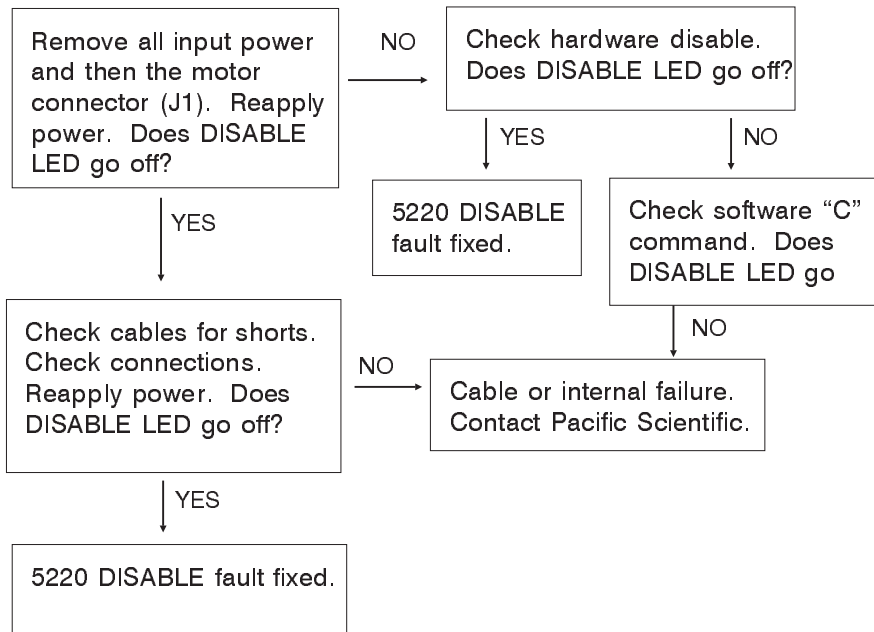 Remove all input power
and then the motor
connector (J1). Reapply
power. Does DISABLE
LED go off?
NO
Check hardware disable.
Does DISABLE LED go off?
YES
NO
5220 DISABLE
fault fixed.
Check software “C”
command. Does
DISABLE LED go
YES
NO
Check cables for shorts.
Check connections.
Reapply power. Does
DISABLE LED go off?
NO
Cable or internal failure.
Contact Pacific Scientific.
YES
5220 DISABLE fault fixed.